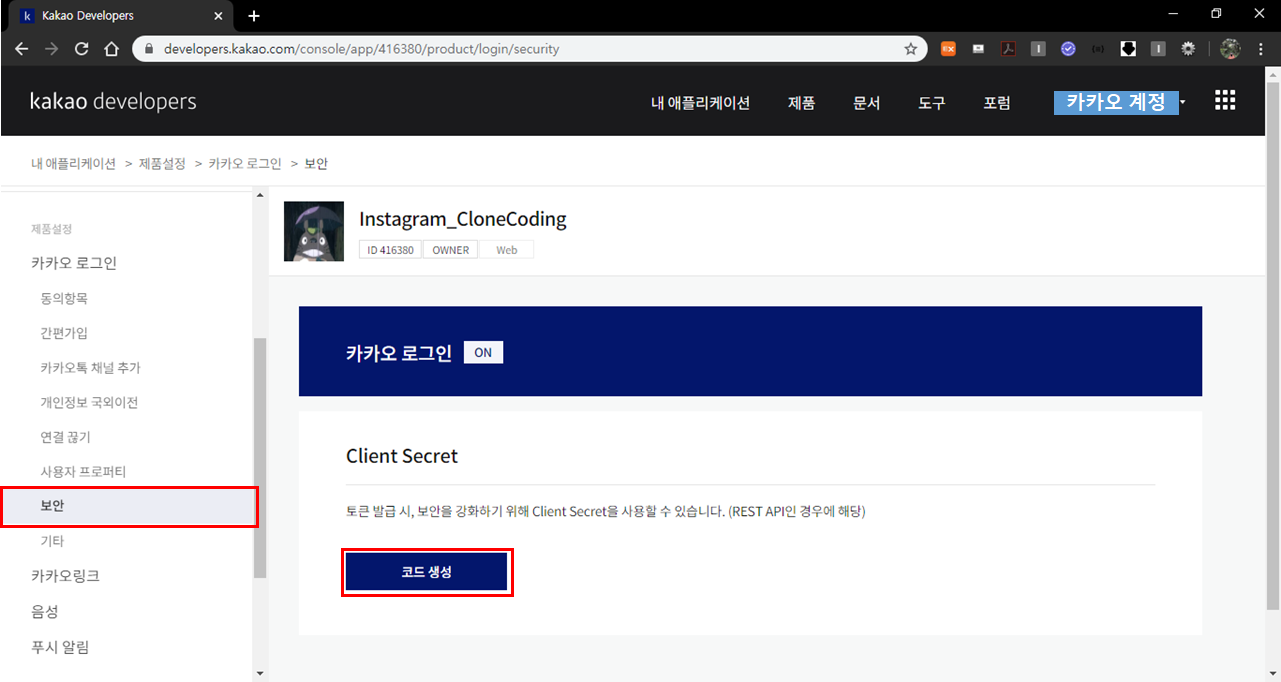 Kakao Developers
developers.kakao.com/console/app/416380/product/login/security
kakao developers
내 애플리케이션 제품 문서 도구 포럼 카카오 계정
내 애플리케이션 > 제품설정 > 카카오 로그인 > 보안
제품설정
카카오 로그인
동의항목
간편가입
카카오톡 채널 추가
개인정보 국외이전
연결 끊기
사용자 프로퍼티
보안
기타
카카오링크
음성
푸시 알림
Instagram_CloneCoding
ID 416380 OWNER Web
카카오 로그인 ON
Client Secret
토큰 발급 시, 보안을 강화하기 위해 Client Secret을 사용할 수 있습니다. (REST API인 경우에 해당)
코드 생성